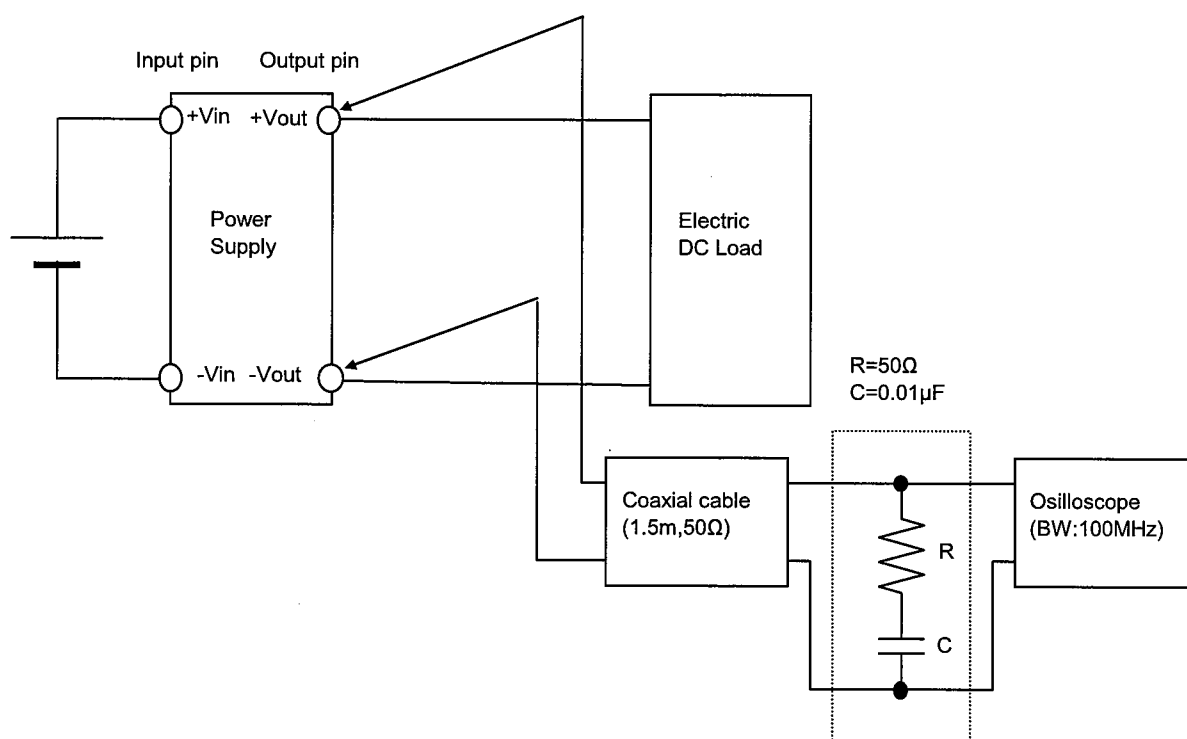 Input pin Output pin
+Vin +Vout
Power
Supply
Electric
DC Load
-Vin -Vout
R=50Ω
C=0.01µF
Coaxial cable
(1.5m,50Ω)
Osilloscope
(BW:100MHz)
R
C